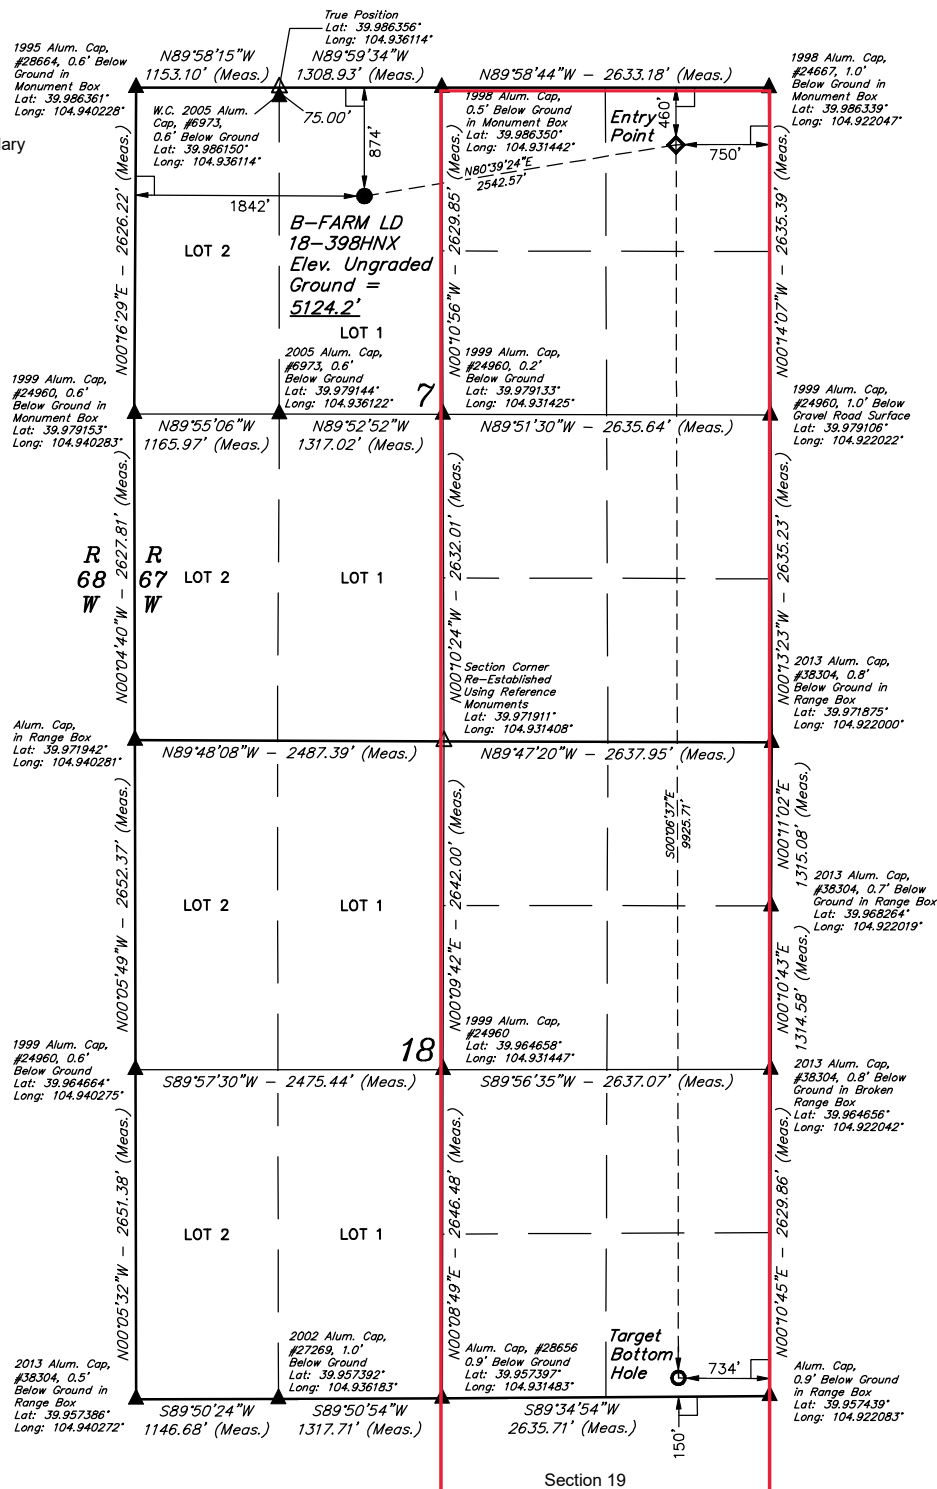 True Position
Lat: 39.986356°
Long: 104.936114°
1995 Alum. Cap,
#28664, 0.6' Below
Ground in
Monument Box
Lat: 39.986361°
Long: 104.940228°
N89°58'15"W
1153.10' (Meas.)
N89°59'34"W
1308.93' (Meas.)
N89°58'44"W – 2633.18' (Meas.)
1998 Alum. Cap,
#24667, 1.0'
Below Ground in
Monument Box
Lat: 39.986339°
Long: 104.922047°
lary
W.C. 2005 Alum.
Cap, #6973,
0.6' Below Ground
Lat: 39.986150°
Long: 104.936114°
75.00'
874'
1998 Alum. Cap,
0.5' Below Ground
in Monument Box
Lat: 39.986350°
Long: 104.931442°
Entry
Point
460'
750'
N80°39'24"E
2542.57'
1842'
B–FARM LD
18–398HNX
Elev. Ungraded
Ground =
5124.2'
LOT 2
LOT 1
N00°16'29"E – 2626.22' (Meas.)
N00°10'56"W – 2629.85' (Meas.)
N00°14'07"W – 2635.39' (Meas.)
1999 Alum. Cap,
#24960, 0.6'
Below Ground in
Monument Box
Lat: 39.979153°
Long: 104.940283°
2005 Alum. Cap,
#6973, 0.6'
Below Ground
Lat: 39.979144°
Long: 104.936122°
7
1999 Alum. Cap,
#24960, 0.2'
Below Ground
Lat: 39.979133°
Long: 104.931425°
1999 Alum. Cap,
#24960, 1.0' Below
Gravel Road Surface
Lat: 39.979106°
Long: 104.922022°
N89°55'06"W
1165.97' (Meas.)
N89°52'52"W
1317.02' (Meas.)
N89°51'30"W – 2635.64' (Meas.)
N00°04'40"W – 2627.81' (Meas.)
N00°10'24"W – 2632.01' (Meas.)
N00°13'23"W – 2635.23' (Meas.)
R R
68 67
W W
LOT 2
LOT 1
Section Corner
Re–Established
Using Reference
Monuments
Lat: 39.971911°
Long: 104.931408°
2013 Alum. Cap,
#38304, 0.8'
Below Ground in
Range Box
Lat: 39.971875°
Long: 104.922000°
Alum. Cap,
in Range Box
Lat: 39.971942°
Long: 104.940281°
N89°48'08"W – 2487.39' (Meas.)
N89°47'20"W – 2637.95' (Meas.)
N00°05'49"W – 2652.37' (Meas.)
N00°09'42"E – 2642.00' (Meas.)
S00°06'37"E
9925.71'
N00°11'02"E
1315.08' (Meas.)
2013 Alum. Cap,
#38304, 0.7' Below
Ground in Range Box
Lat: 39.968264°
Long: 104.922019°
LOT 2
LOT 1
N00°10'43"E
1314.58' (Meas.)
1999 Alum. Cap,
#24960, 0.6'
Below Ground
Lat: 39.964664°
Long: 104.940275°
18
1999 Alum. Cap,
#24960
Lat: 39.964658°
Long: 104.931447°
2013 Alum. Cap,
#38304, 0.8' Below
Ground in Broken
Range Box
Lat: 39.964656°
Long: 104.922042°
S89°57'30"W – 2475.44' (Meas.)
S89°56'35"W – 2637.07' (Meas.)
N00°05'32"W – 2651.38' (Meas.)
N00°08'49"E – 2646.48' (Meas.)
N00°10'45"E – 2629.86' (Meas.)
LOT 2
LOT 1
2013 Alum. Cap,
#38304, 0.5'
Below Ground in
Range Box
Lat: 39.957386°
Long: 104.940272°
2002 Alum. Cap,
#27269, 1.0'
Below Ground
Lat: 39.957392°
Long: 104.936183°
Alum. Cap, #28656
0.9' Below Ground
Lat: 39.957397°
Long: 104.931483°
Target
Bottom
Hole
734'
Alum. Cap,
0.9' Below Ground
in Range Box
Lat: 39.957439°
Long: 104.922083°
S89°50'24"W
1146.68' (Meas.)
S89°50'54"W
1317.71' (Meas.)
S89°34'54"W
2635.71' (Meas.)
150'
Section 19